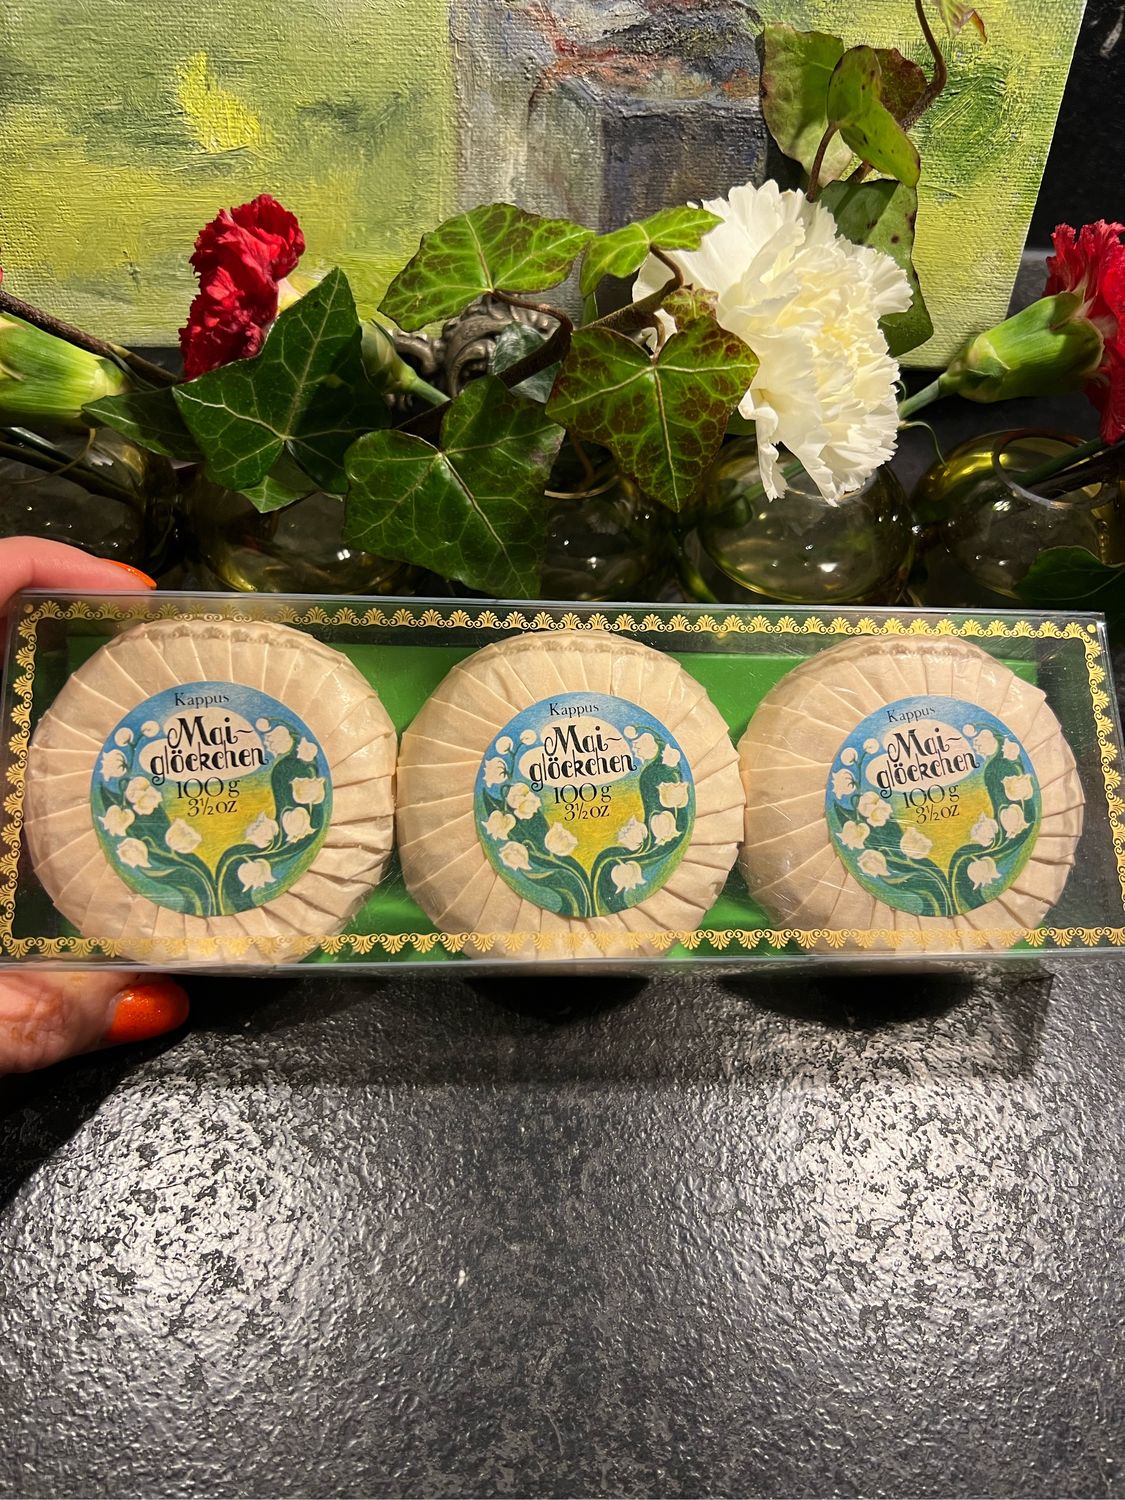 Kappus
Mai-
glöckchen
100 g
3½ oz
Kappus
Mai-
glöckchen
100 g
3½ oz
Kappus
Mai-
glöckchen
100 g
3½ oz